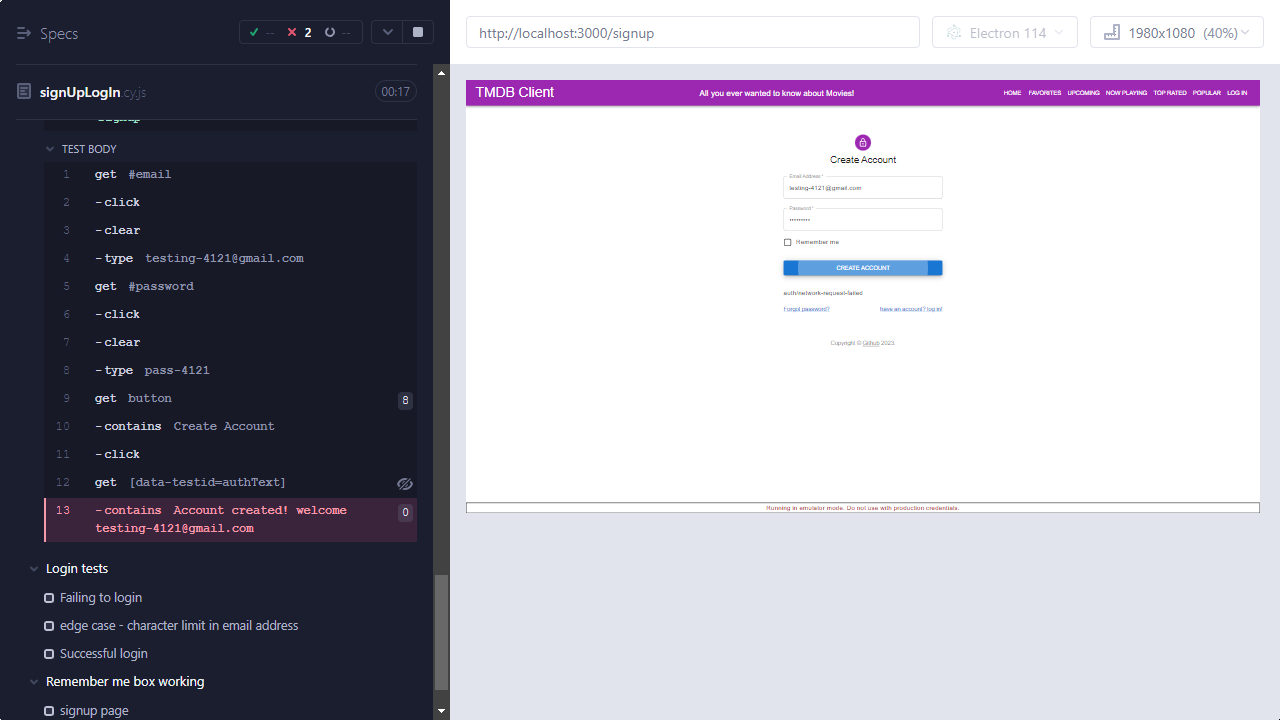 Specs
-- 2 --
signUpLogIn.cy.js 00:17
-signup
TEST BODY
1 get #email
2 -click
3 -clear
4 -type testing-4121@gmail.com
5 get #password
6 -click
7 -clear
8 -type pass-4121
9 get button 8
10 -contains Create Account
11 -click
12 get [data-testid=authText]
13 -contains Account created! welcome 0
testing-4121@gmail.com
Login tests
Failing to login
edge case - character limit in email address
Successful login
Remember me box working
signup page
http://localhost:3000/signup
Electron 114
1980x1080 (40%)
TMDB Client
All you ever wanted to know about Movies!
HOME FAVORITES UPCOMING NOW PLAYING TOP RATED POPULAR LOG IN
Create Account
Email Address *
testing-4121@gmail.com
Password *
•••••••••
Remember me
CREATE ACCOUNT
auth/network-request-failed
Forgot password? have an account? log in!
Copyright © Github 2023.
Running in emulator mode. Do not use with production credentials.